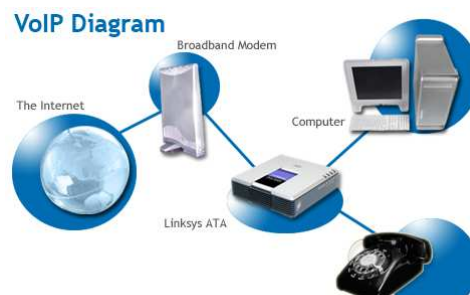 VoIP Diagram
Broadband Modem
The Internet
Computer
Linksys ATA